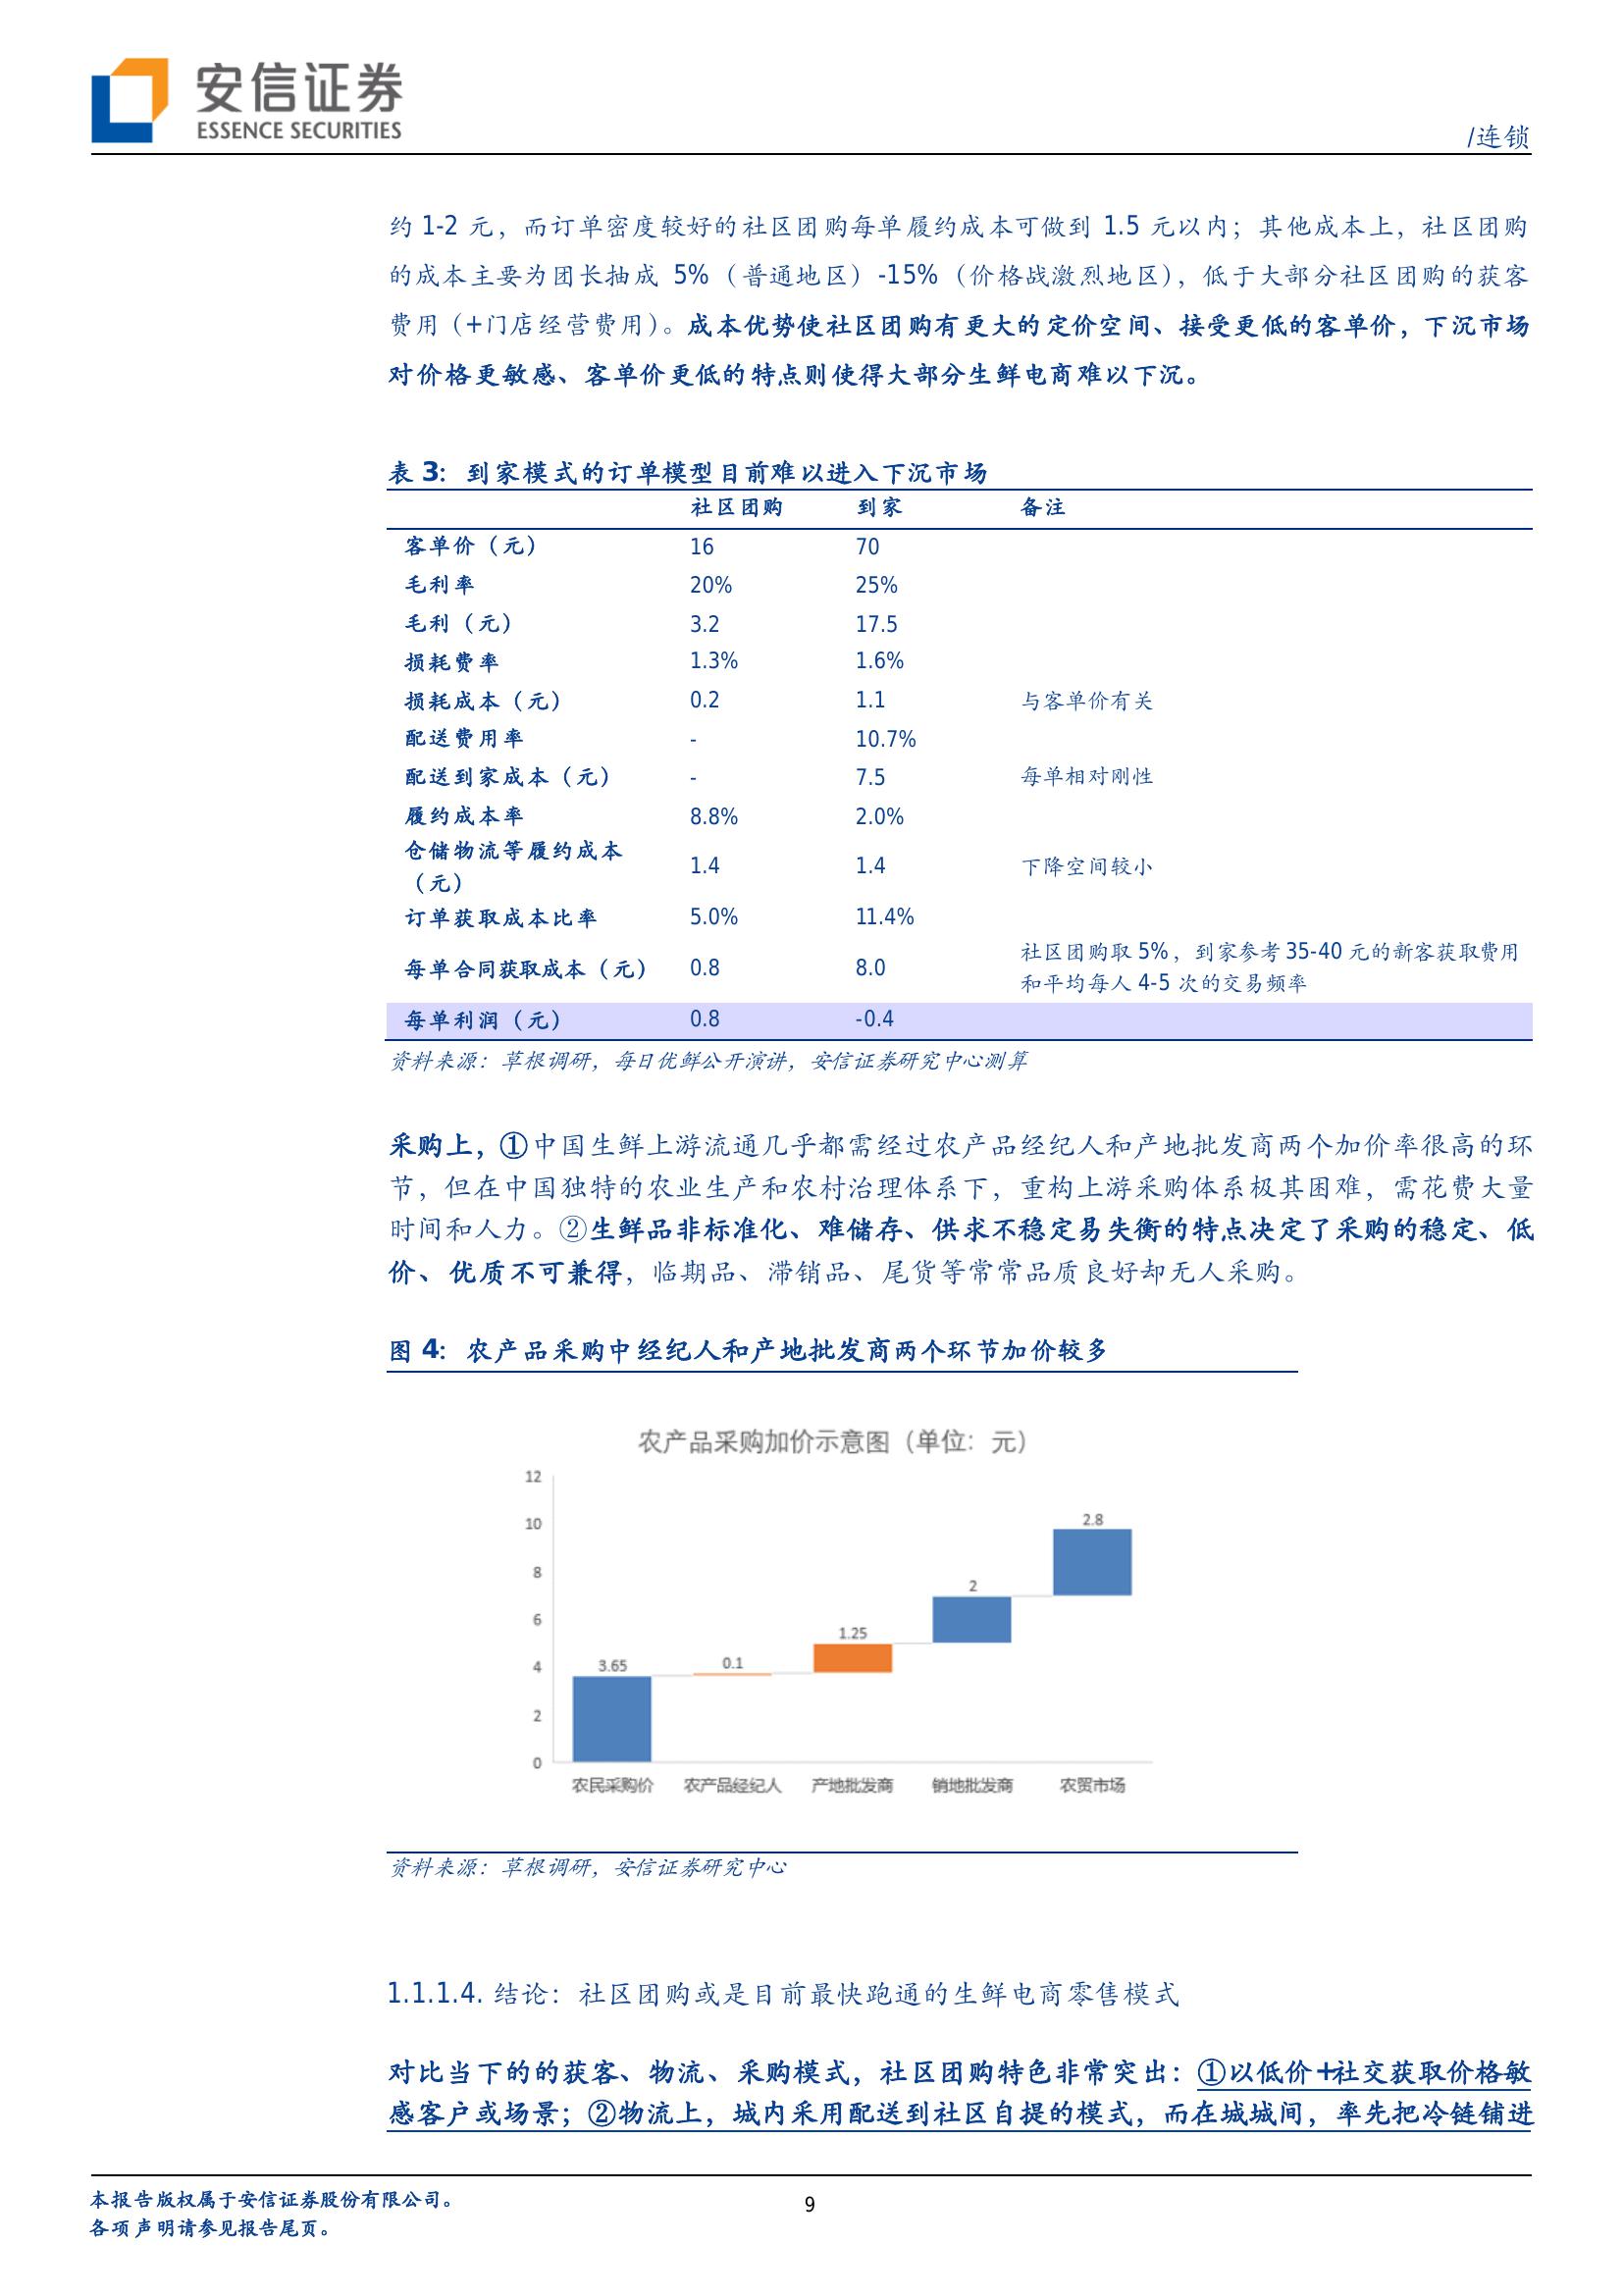 安信证券
ESSENCE SECURITIES
/连锁
约 1-2 元，而订单密度较好的社区团购每单履约成本可做到 1.5 元以内；其他成本上，社区团购
的成本主要为团长抽成 5%（普通地区）-15%（价格战激烈地区），低于大部分社区团购的获客
费用（+门店经营费用）。成本优势使社区团购有更大的定价空间、接受更低的客单价，下沉市场
对价格更敏感、客单价更低的特点则使得大部分生鲜电商难以下沉。
表 3：到家模式的订单模型目前难以进入下沉市场
社区团购 到家 备注
客单价（元） 16 70
毛利率 20% 25%
毛利（元） 3.2 17.5
损耗费率 1.3% 1.6%
损耗成本（元） 0.2 1.1 与客单价有关
配送费用率 - 10.7%
配送到家成本（元） - 7.5 每单相对刚性
履约成本率 8.8% 2.0%
仓储物流等履约成本
（元） 1.4 1.4 下降空间较小
订单获取成本比率 5.0% 11.4%
每单合同获取成本（元） 0.8 8.0 社区团购取 5%，到家参考 35-40 元的新客获取费用
和平均每人 4-5 次的交易频率
每单利润（元） 0.8 -0.4
资料来源：草根调研，每日优鲜公开演讲，安信证券研究中心测算
采购上，①中国生鲜上游流通几乎都需经过农产品经纪人和产地批发商两个加价率很高的环
节，但在中国独特的农业生产和农村治理体系下，重构上游采购体系极其困难，需花费大量
时间和人力。②生鲜品非标准化、难储存、供求不稳定易失衡的特点决定了采购的稳定、低
价、优质不可兼得，临期品、滞销品、尾货等常常品质良好却无人采购。
图 4：农产品采购中经纪人和产地批发商两个环节加价较多
农产品采购加价示意图（单位：元）
12
10
8
6
4
2
0
3.65
0.1
1.25
2
2.8
农民采购价 农产品经纪人 产地批发商 销地批发商 农贸市场
资料来源：草根调研，安信证券研究中心
1.1.1.4. 结论：社区团购或是目前最快跑通的生鲜电商零售模式
对比当下的的获客、物流、采购模式，社区团购特色非常突出：①以低价+社交获取价格敏
感客户或场景；②物流上，城内采用配送到社区自提的模式，而在城城间，率先把冷链铺进
本报告版权属于安信证券股份有限公司。
各项声明请参见报告尾页。
9